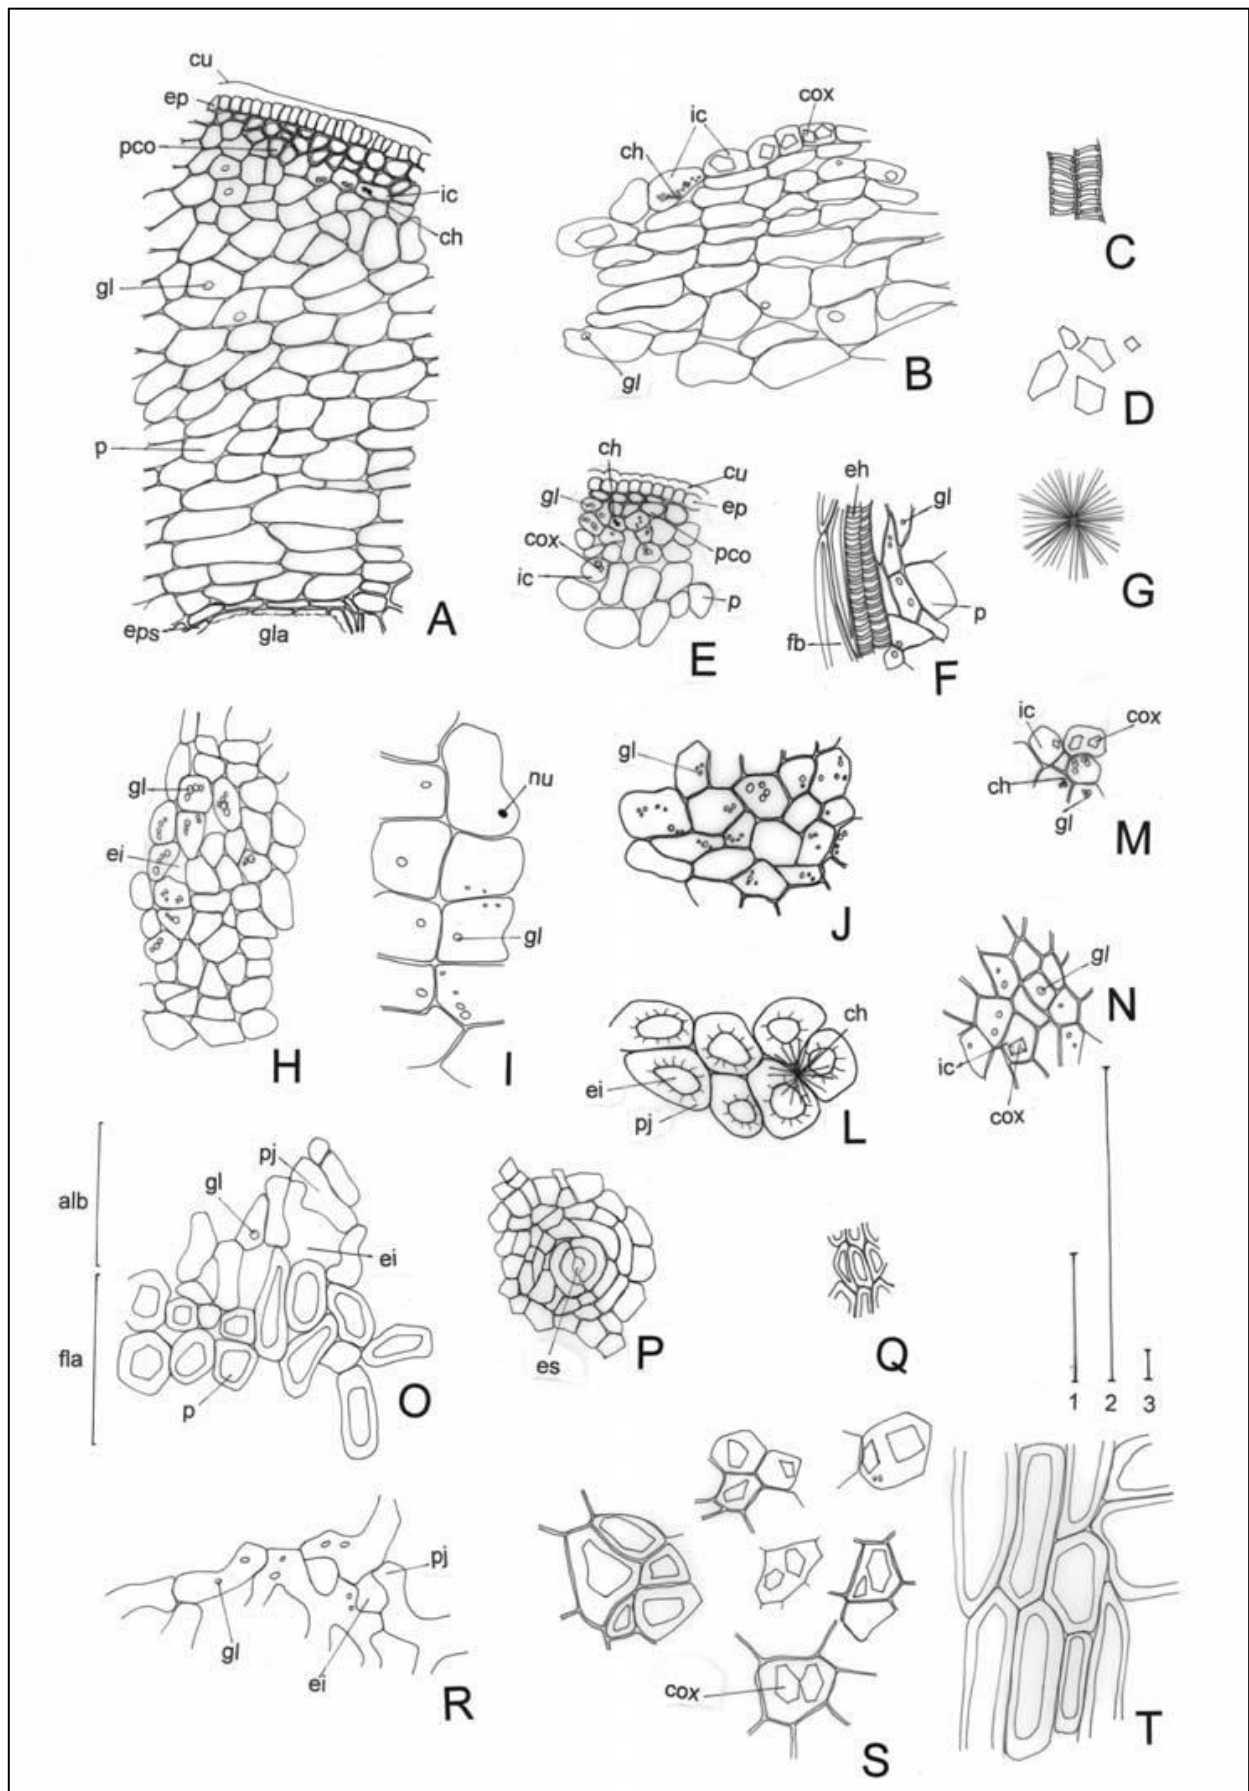 cu
ep
pco
ic
ch
gl
p
eps
gla
A
cox
ic
ch
gl
B
C
D
ch
cu
gl
ep
cox
pco
ic
p
E
eh
gl
p
fb
F
G
gl
ei
H
nu
gl
I
gl
J
ic
cox
ch
gl
M
ch
ei
pj
L
gl
N
ic
cox
alb
pj
gl
ei
fla
p
O
es
P
Q
1
2
3
pj
gl
ei
R
cox
S
T